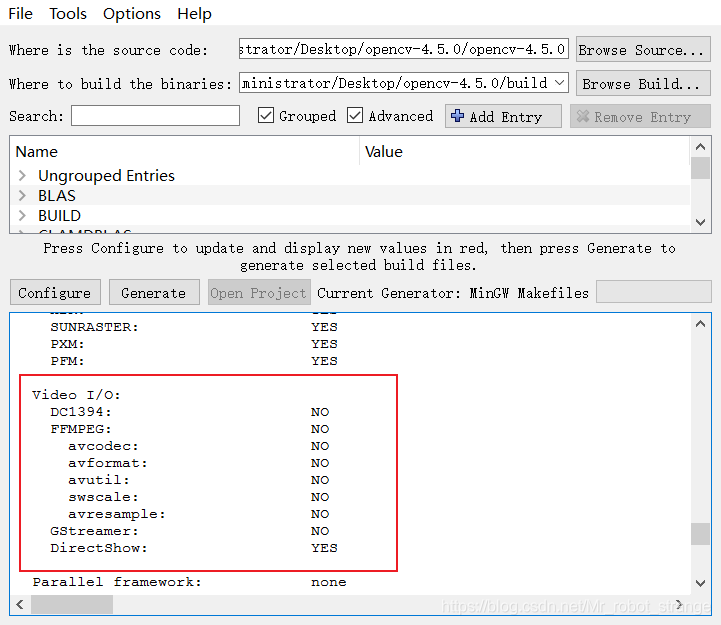 File Tools Options Help
Where is the source code: strator/Desktop/opencv-4.5.0/opencv-4.5.0 Browse Source...
Where to build the binaries: ministrator/Desktop/opencv-4.5.0/build Browse Build...
Search: Grouped Advanced Add Entry Remove Entry
Name Value
Ungrouped Entries
BLAS
BUILD
Press Configure to update and display new values in red, then press Generate to
generate selected build files.
Configure Generate Open Project Current Generator: MinGW Makefiles
SUNRASTER: YES
PXM: YES
PFM: YES
Video I/O:
DC1394: NO
FFMPEG: NO
avcodec: NO
avformat: NO
avutil: NO
swscale: NO
avresample: NO
GStreamer: NO
DirectShow: YES
Parallel framework: none
https://blog.csdn.net/Mr_robot_strange